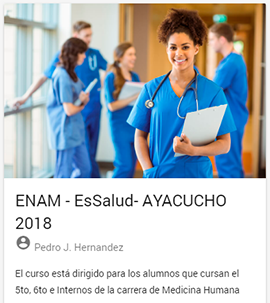 ENAM - EsSalud- AYACUCHO
2018
Pedro J. Hernandez
El curso está dirigido para los alumnos que cursan el
5to, 6to e Internos de la carrera de Medicina Humana